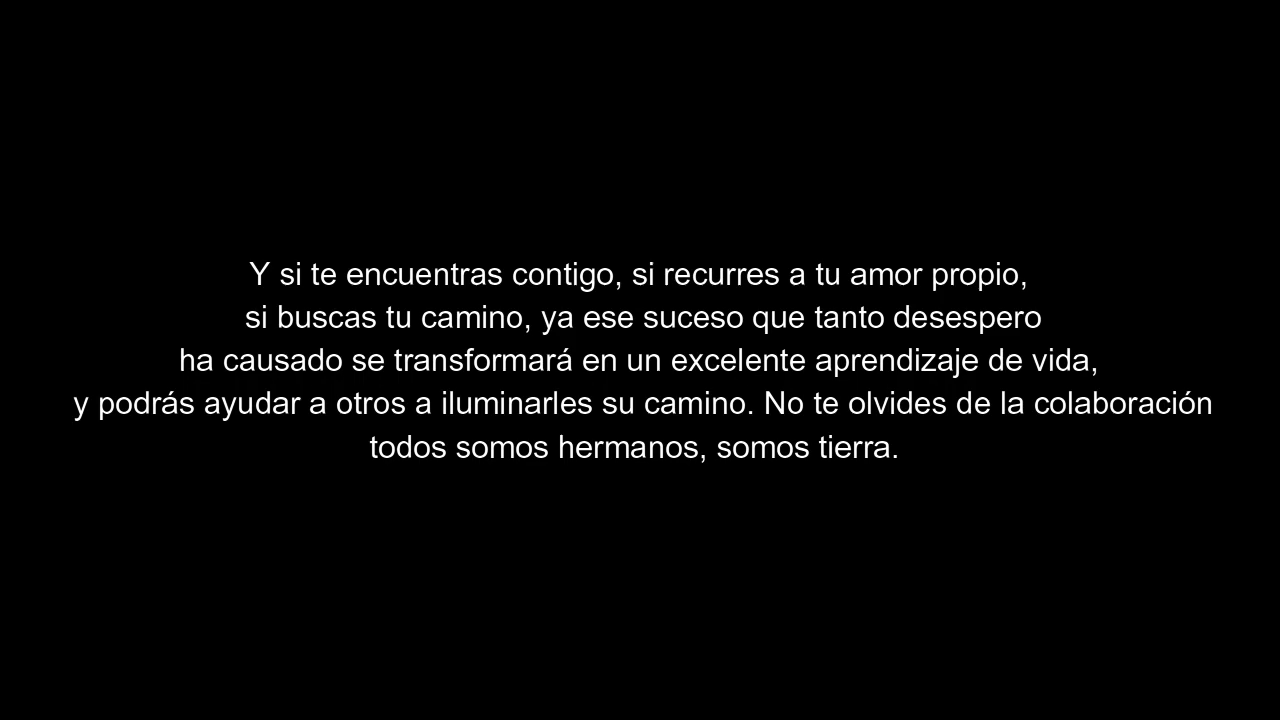 Y si te encuentras contigo, si recurres a tu amor propio,
si buscas tu camino, ya ese suceso que tanto desespero
ha causado se transformará en un excelente aprendizaje de vida,
y podrás ayudar a otros a iluminarles su camino. No te olvides de la colaboración
todos somos hermanos, somos tierra.